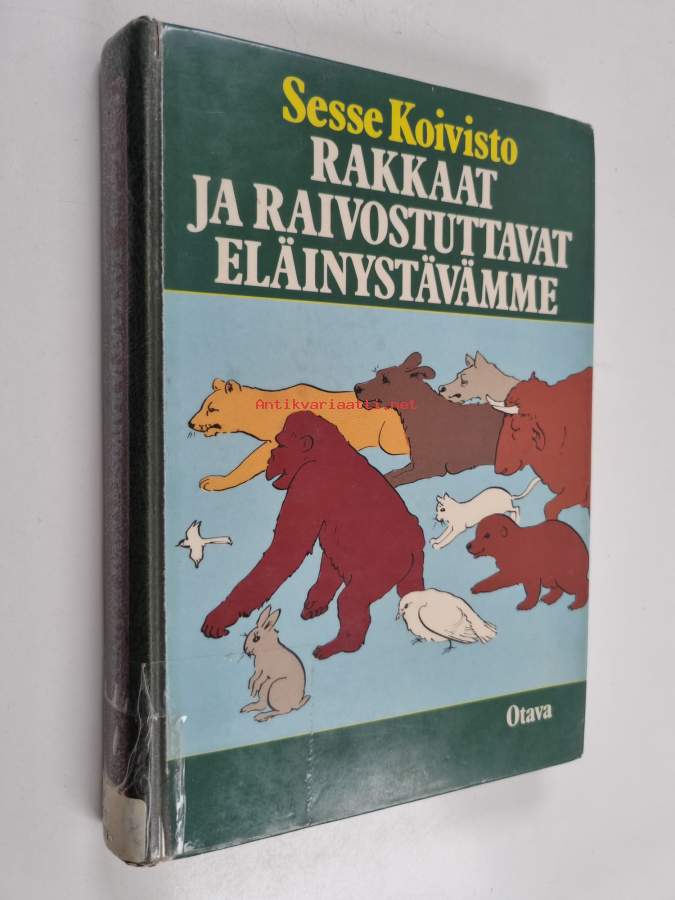 Sesse Koivisto
RAKKAAT
JA RAIVOSTUTTAVAT
ELÄINYSTÄVÄMME
Antikvariaatti.net
Otava